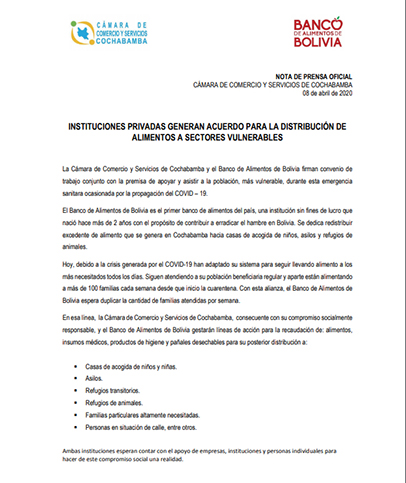 CÁMARA DE
COMERCIO Y SERVICIOS
COCHABAMBA
BANCO
DE ALIMENTOS DE
BOLIVIA
NOTA DE PRENSA OFICIAL
CÁMARA DE COMERCIO Y SERVICIOS DE COCHABAMBA
08 de abril de 2020
INSTITUCIONES PRIVADAS GENERAN ACUERDO PARA LA DISTRIBUCIÓN DE
ALIMENTOS A SECTORES VULNERABLES
La Cámara de Comercio y Servicios de Cochabamba y el Banco de Alimentos de Bolivia firman convenio de
trabajo conjunto con la premisa de apoyar y asistir a la población, más vulnerable, durante esta emergencia
sanitaria ocasionada por la propagación del COVID – 19.
El Banco de Alimentos de Bolivia es el primer banco de alimentos del país, una institución sin fines de lucro que
nació hace mas de 2 años con el propósito de contribuir a erradicar el hambre en Bolivia. Se dedica redistribuir
excedente de alimento que se genera en Cochabamba hacia casas de acogida de niños, asilos y refugios de
animales.
Hoy, debido a la crisis generada por el COVID-19 han adaptado su sistema para seguir llevando alimento a los
más necesitados todos los días. Siguen atendiendo a su población beneficiaria regular y aparte están alimentando
a más de 100 familias cada semana desde que inicio la cuarentena. Con esta alianza, el Banco de Alimentos de
Bolivia espera duplicar la cantidad de familias atendidas por semana.
En esa línea, la Cámara de Comercio y Servicios de Cochabamba, consecuente con su compromiso socialmente
responsable, y el Banco de Alimentos de Bolivia gestarán líneas de acción para la recaudación de: alimentos,
insumos médicos, productos de higiene y pañales desechables para su posterior distribución a:
▪ Casas de acogida de niños y niñas.
▪ Asilos.
▪ Refugios transitorios.
▪ Refugios de animales.
▪ Familias particulares altamente necesitadas.
▪ Personas en situación de calle, entre otros.
Ambas instituciones esperan contar con el apoyo de empresas, instituciones y personas individuales para
hacer de este compromiso social una realidad.